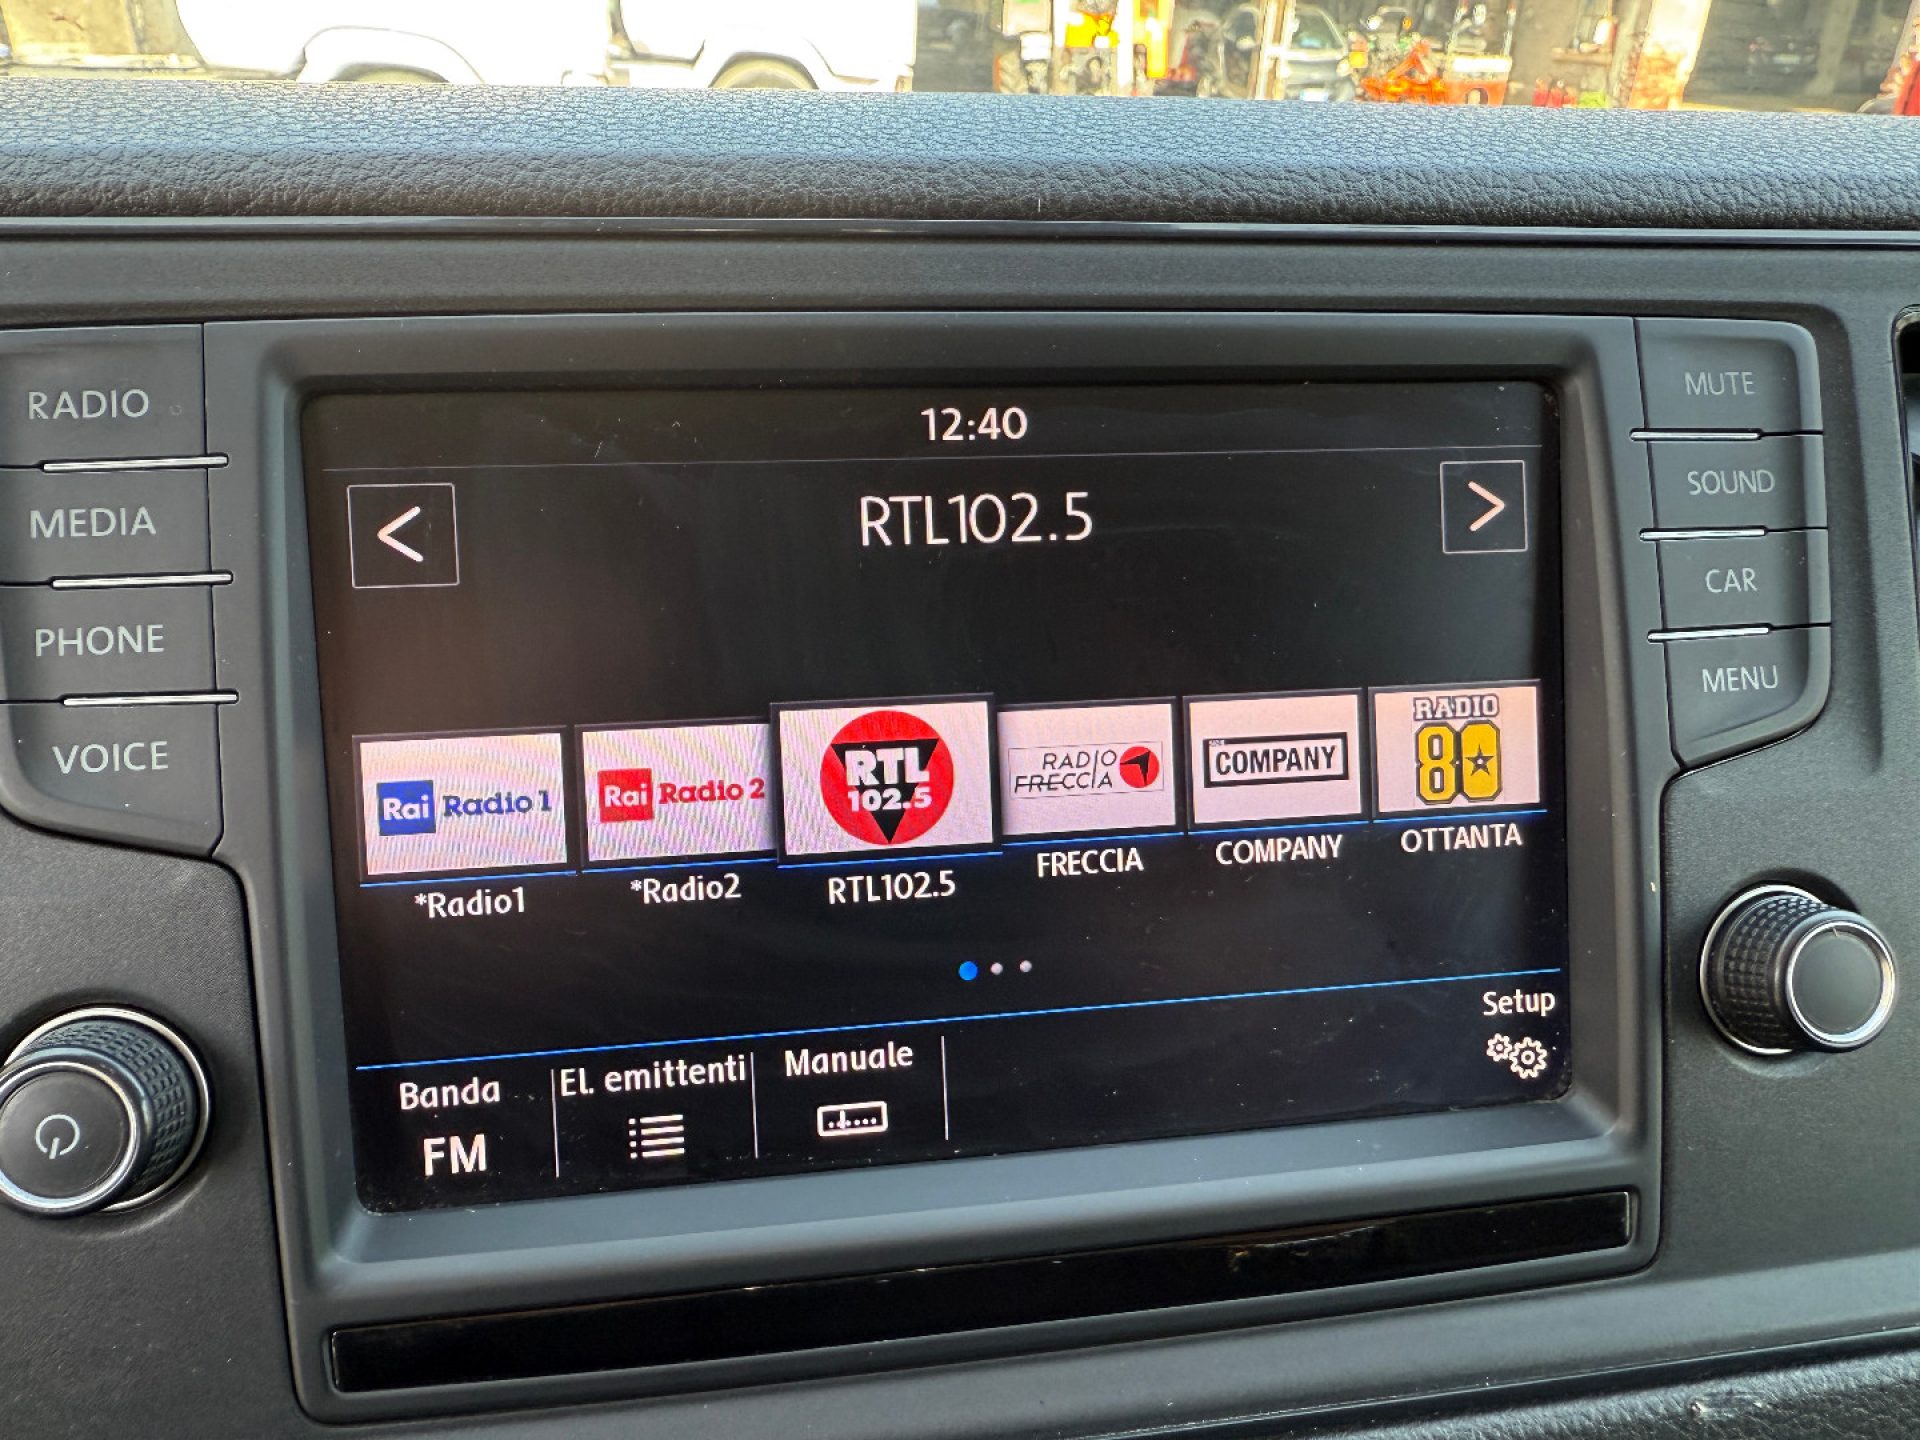 12:40
RTL102.5
RADIO
MEDIA
PHONE
VOICE
MUTE
SOUND
CAR
MENU
Rai Radio 1
Rai Radio 2
RTL
102.5
RADIO
FRECCIA
COMPANY
RADIO
80
*Radio1
*Radio2
RTL102.5
FRECCIA
COMPANY
OTTANTA
Setup
Banda
FM
El. emittenti
Manuale